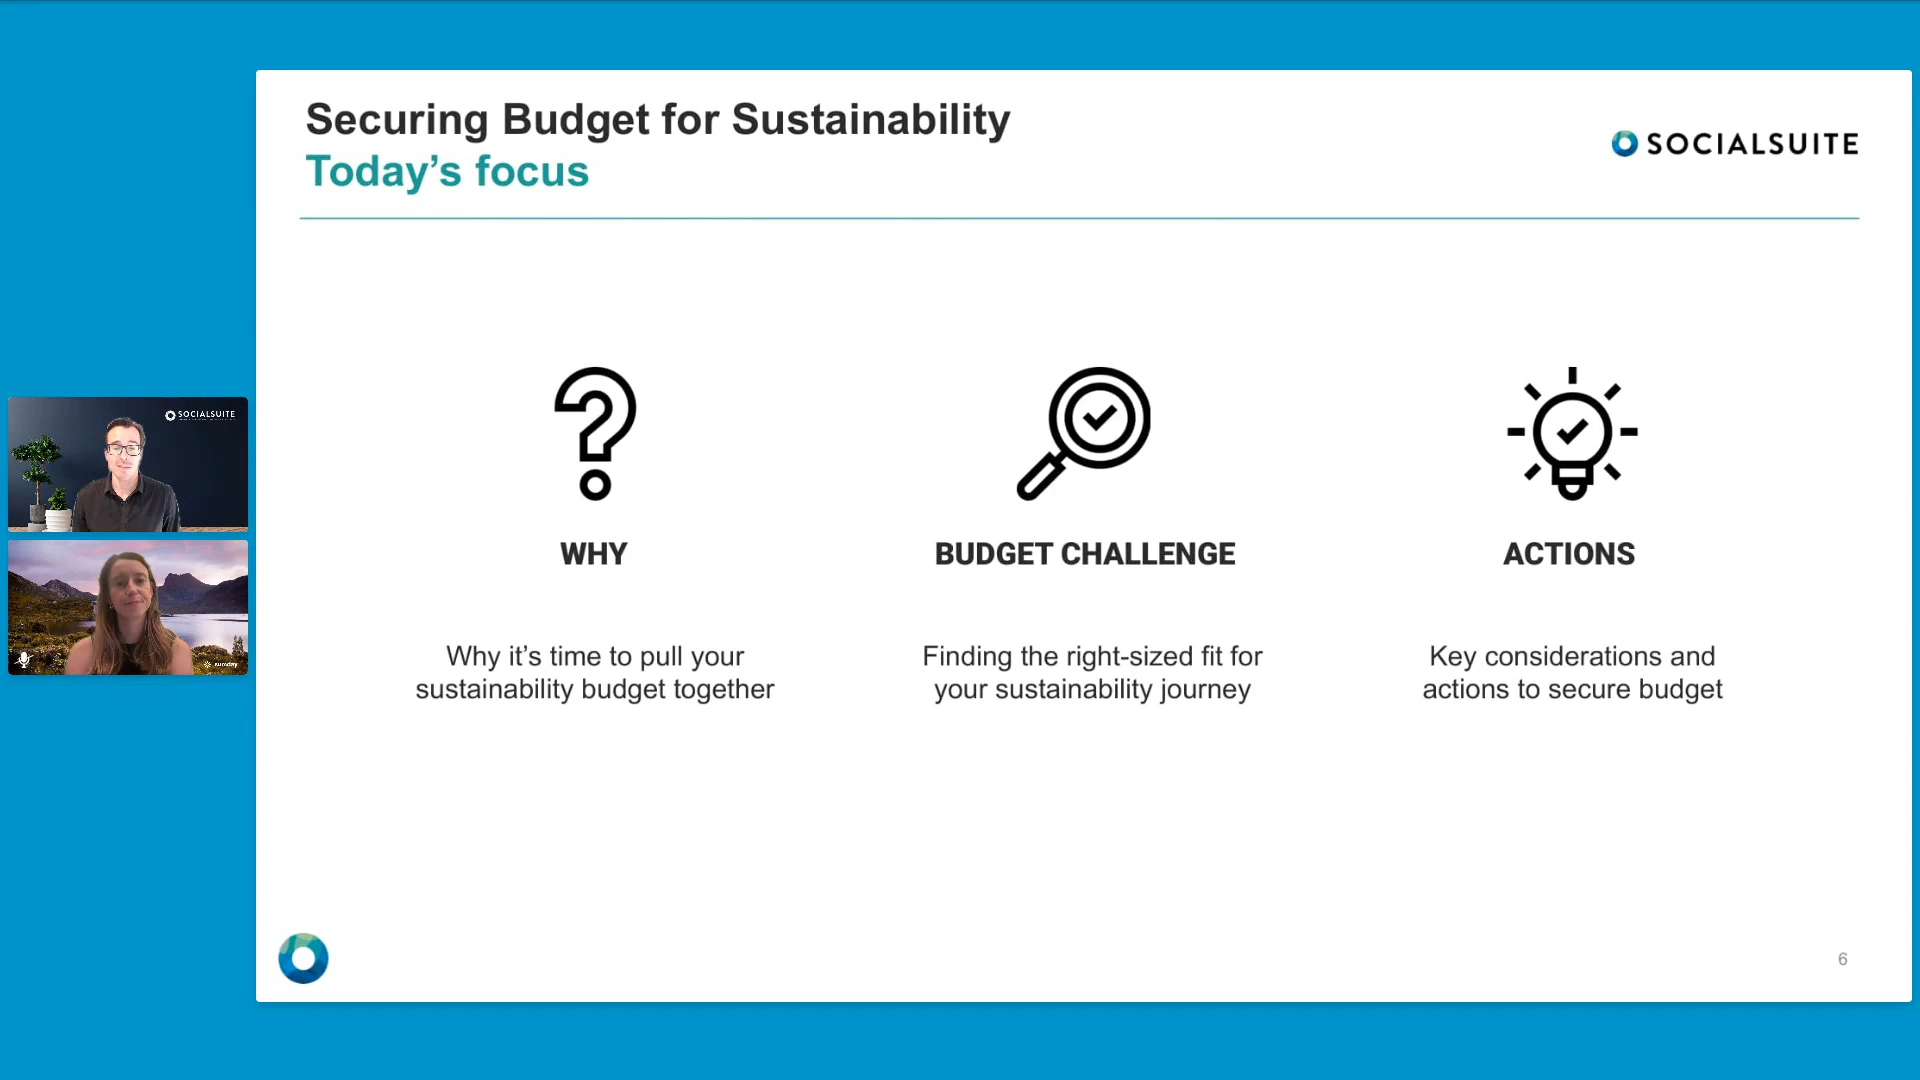 Securing Budget for Sustainability
Today’s focus
SOCIALSUITE
WHY
BUDGET CHALLENGE
ACTIONS
Why it’s time to pull your
sustainability budget together
Finding the right-sized fit for
your sustainability journey
Key considerations and
actions to secure budget
6
SOCIALSUITE